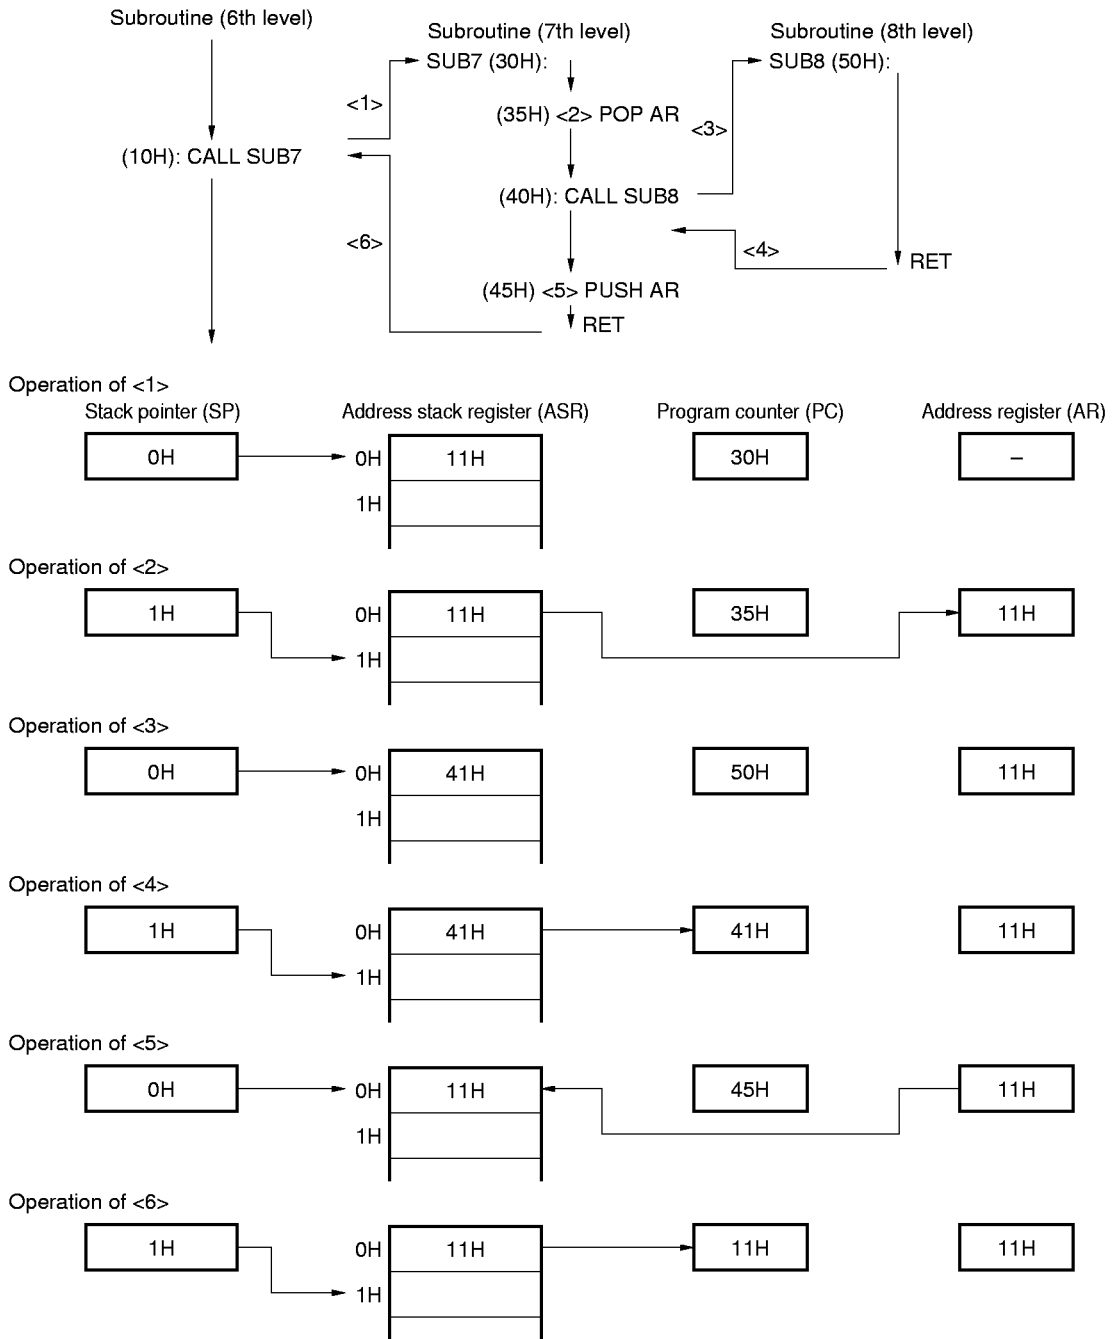 Subroutine (6th level)
Subroutine (7th level)
Subroutine (8th level)
SUB7 (30H):
SUB8 (50H):
<1>
(35H) <2> POP AR
<3>
(10H): CALL SUB7
(40H): CALL SUB8
<6>
<4>
RET
(45H) <5> PUSH AR
RET
Operation of <1>
Stack pointer (SP)
Address stack register (ASR)
Program counter (PC)
Address register (AR)
0H
0H
11H
30H
–
1H
Operation of <2>
1H
0H
11H
35H
11H
1H
Operation of <3>
0H
0H
41H
50H
11H
1H
Operation of <4>
1H
0H
41H
41H
11H
1H
Operation of <5>
0H
0H
11H
45H
11H
1H
Operation of <6>
1H
0H
11H
11H
11H
1H